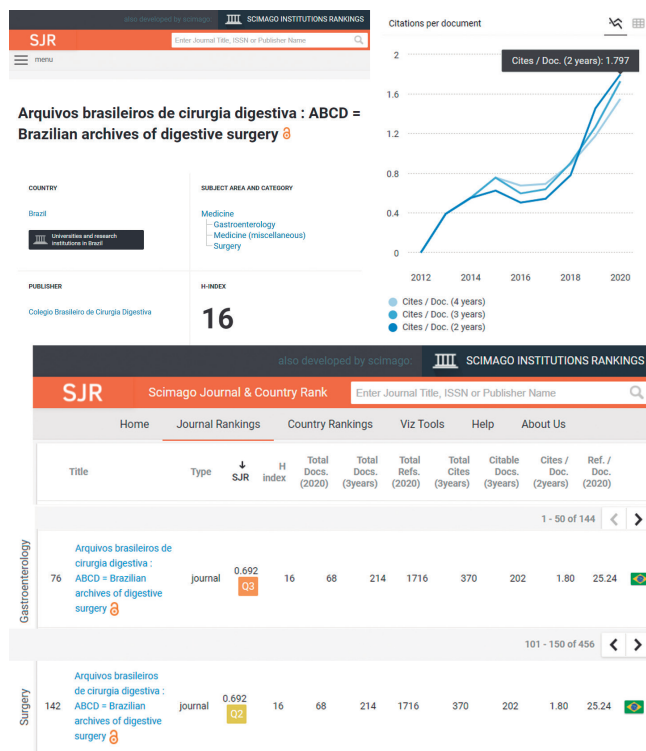 also developed by scimago:
SCIMAGO INSTITUTIONS RANKINGS
SJR
Enter Journal Title, ISSN or Publisher Name
menu
Arquivos brasileiros de cirurgia digestiva : ABCD =
Brazilian archives of digestive surgery
COUNTRY
Brazil
Universities and research
institutions in Brazil
SUBJECT AREA AND CATEGORY
Medicine
Gastroenterology
Medicine (miscellaneous)
Surgery
PUBLISHER
Colegio Brasileiro de Cirurgia Digestiva
H-INDEX
16
Citations per document
Cites / Doc. (2 years): 1.797
2
1.6
1.2
0.8
0.4
0
2012 2014 2016 2018 2020
Cites / Doc. (4 years)
Cites / Doc. (3 years)
Cites / Doc. (2 years)
also developed by scimago:
SCIMAGO INSTITUTIONS RANKINGS
SJR
Scimago Journal & Country Rank
Enter Journal Title, ISSN or Publisher Name
Home Journal Rankings Country Rankings Viz Tools Help About Us
Title
Type
↓
SJR
H
index
Total
Docs.
(2020)
Total
Docs.
(3years)
Total
Refs.
(2020)
Total
Cites
(3years)
Citable
Docs.
(3years)
Cites /
Doc.
(2years)
Ref. /
Doc.
(2020)
1 - 50 of 144
Gastroenterology
76
Arquivos brasileiros de
cirurgia digestiva :
ABCD = Brazilian
archives of digestive
surgery
journal
0.692
Q3
16 68 214 1716 370 202 1.80 25.24
101 - 150 of 456
Surgery
142
Arquivos brasileiros
de cirurgia digestiva :
ABCD = Brazilian
archives of digestive
surgery
journal
0.692
Q2
16 68 214 1716 370 202 1.80 25.24